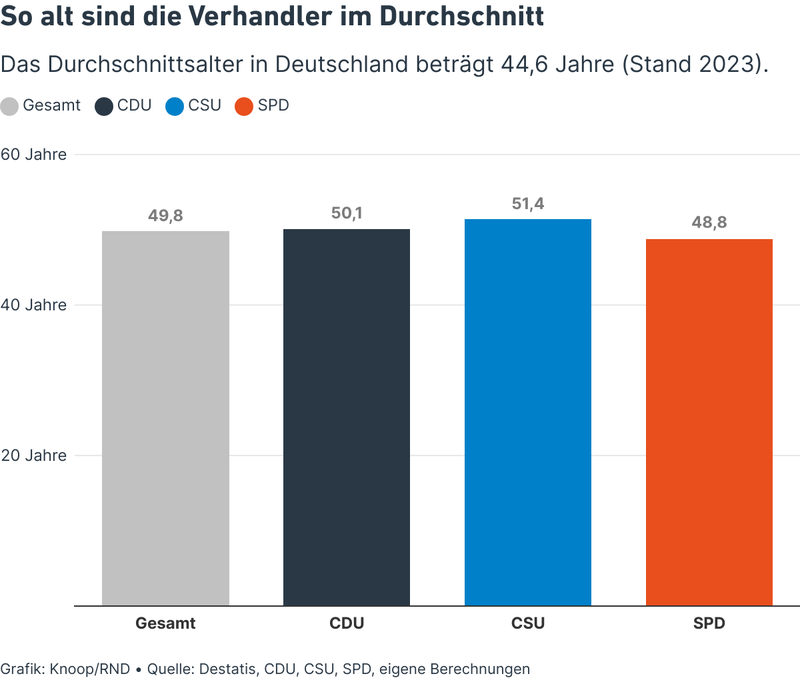 So alt sind die Verhandler im Durchschnitt
Das Durchschnittsalter in Deutschland beträgt 44,6 Jahre (Stand 2023).
Gesamt CDU CSU SPD
60 Jahre
49,8 50,1 51,4 48,8
40 Jahre
20 Jahre
Gesamt CDU CSU SPD
Grafik: Knoop/RND • Quelle: Destatis, CDU, CSU, SPD, eigene Berechnungen